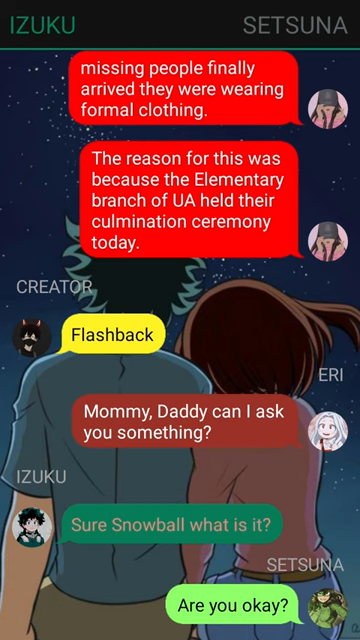 IZUKU
SETSUNA
missing people finally
arrived they were wearing
formal clothing.
The reason for this was
because the Elementary
branch of UA held their
culmination ceremony
today.
CREATOR
Flashback
ERI
Mommy, Daddy can I ask
you something?
IZUKU
Sure Snowball what is it?
SETSUNA
Are you okay?